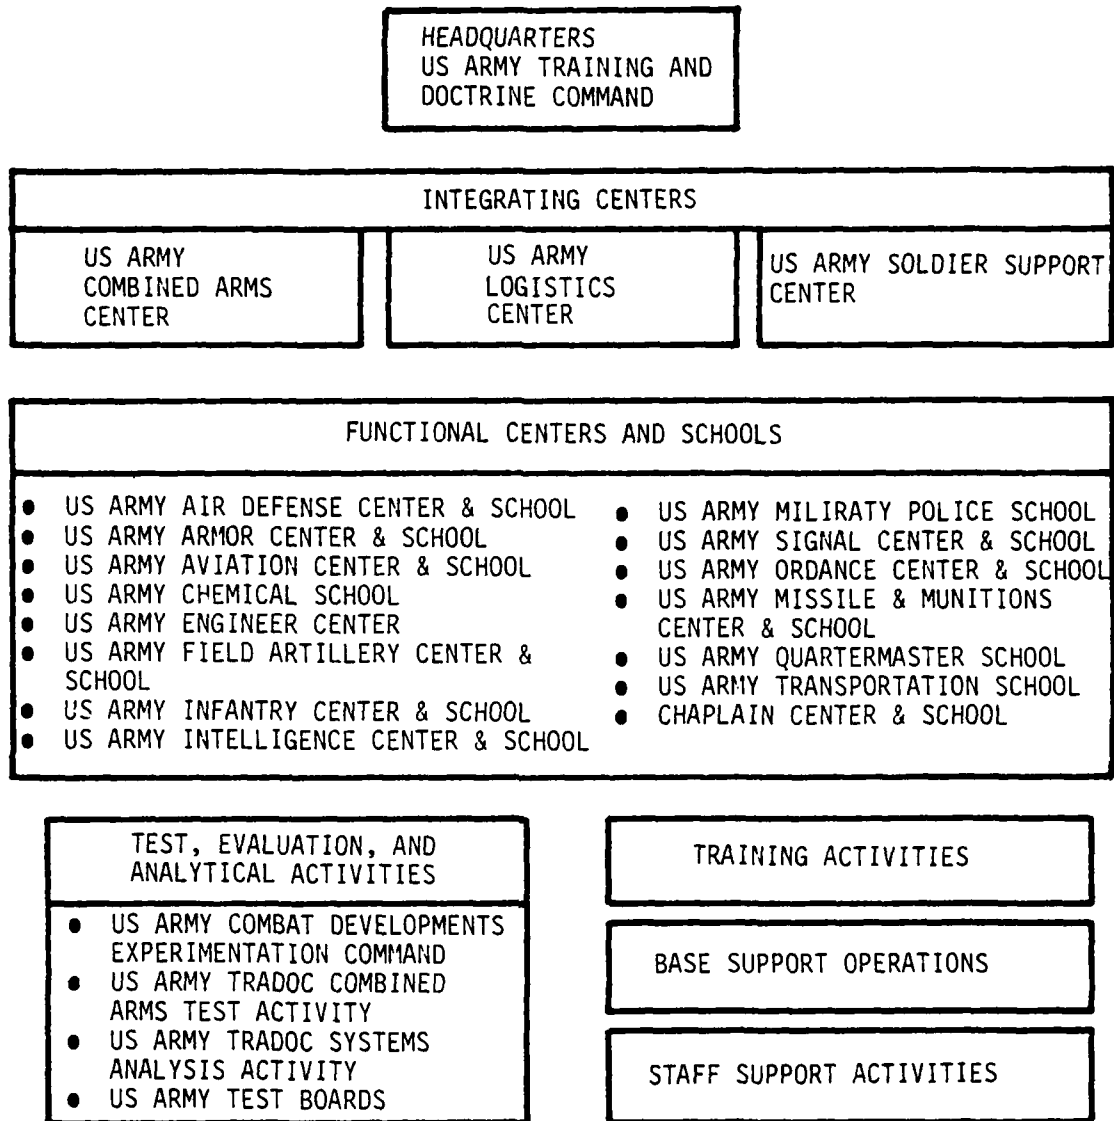 HEADQUARTERS
US ARMY TRAINING AND
DOCTRINE COMMAND
INTEGRATING CENTERS
US ARMY
COMBINED ARMS
CENTER
US ARMY
LOGISTICS
CENTER
US ARMY SOLDIER SUPPORT
CENTER
FUNCTIONAL CENTERS AND SCHOOLS
● US ARMY AIR DEFENSE CENTER & SCHOOL
● US ARMY ARMOR CENTER & SCHOOL
● US ARMY AVIATION CENTER & SCHOOL
● US ARMY CHEMICAL SCHOOL
● US ARMY ENGINEER CENTER
● US ARMY FIELD ARTILLERY CENTER &
SCHOOL
● US ARMY INFANTRY CENTER & SCHOOL
● US ARMY INTELLIGENCE CENTER & SCHOOL
● US ARMY MILIRATY POLICE SCHOOL
● US ARMY SIGNAL CENTER & SCHOOL
● US ARMY ORDANCE CENTER & SCHOOL
● US ARMY MISSILE & MUNITIONS
CENTER & SCHOOL
● US ARMY QUARTERMASTER SCHOOL
● US ARMY TRANSPORTATION SCHOOL
● CHAPLAIN CENTER & SCHOOL
TEST, EVALUATION, AND
ANALYTICAL ACTIVITIES
● US ARMY COMBAT DEVELOPMENTS
EXPERIMENTATION COMMAND
● US ARMY TRADOC COMBINED
ARMS TEST ACTIVITY
● US ARMY TRADOC SYSTEMS
ANALYSIS ACTIVITY
● US ARMY TEST BOARDS
TRAINING ACTIVITIES
BASE SUPPORT OPERATIONS
STAFF SUPPORT ACTIVITIES